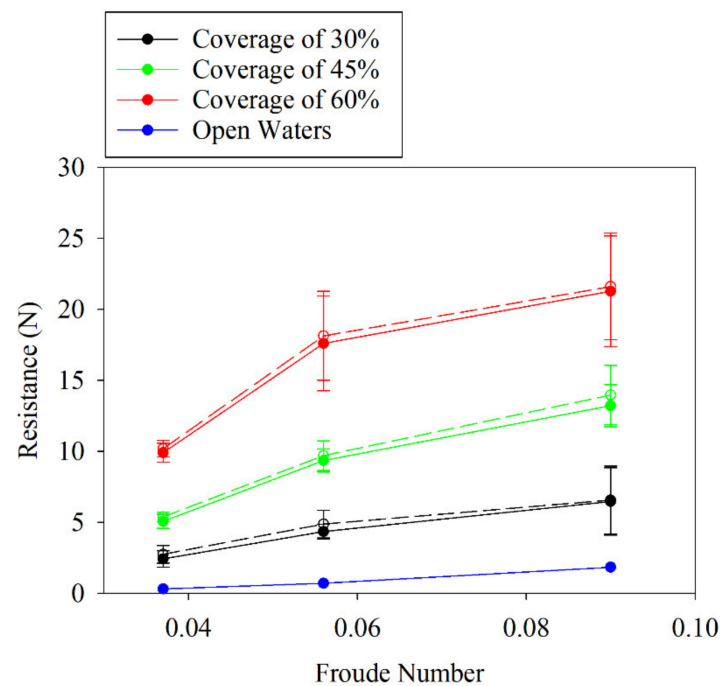 Coverage of 30%
Coverage of 45%
Coverage of 60%
Open Waters
30
25
20
15
10
5
0
Resistance (N)
0.04 0.06 0.08 0.10
Froude Number